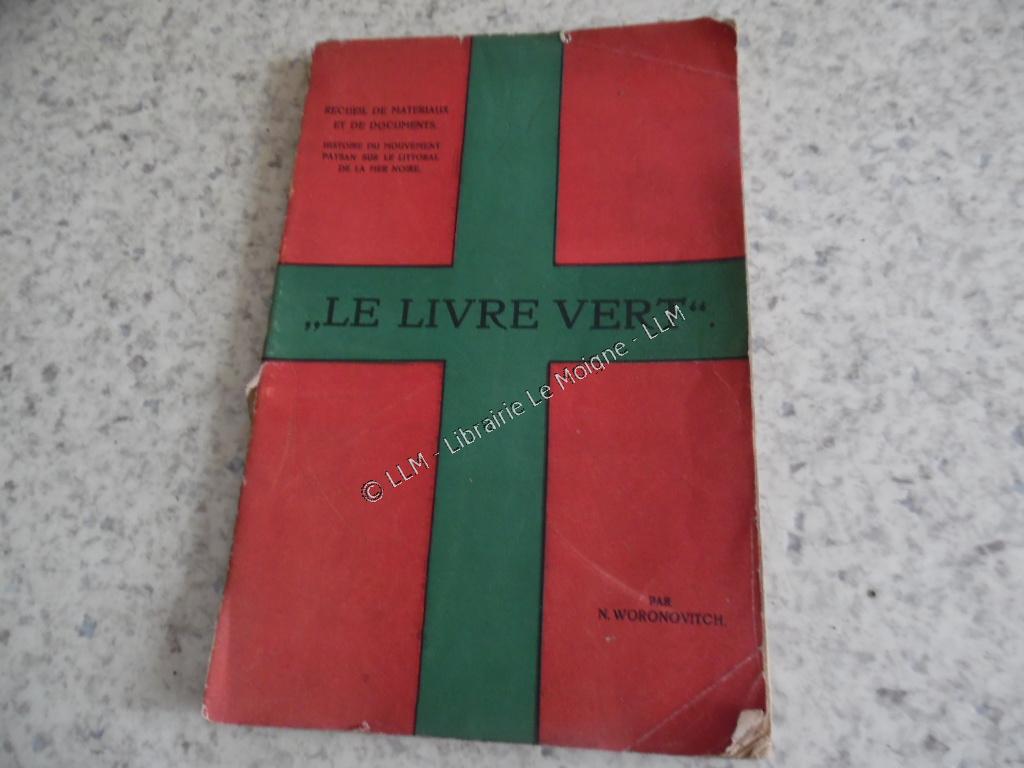 RECUEIL DE MATERIAUX
ET DE DOCUMENTS.
HISTOIRE DU MOUVEMENT
PAYSAN SUR LE LITTORAL
DE LA MER NOIRE.
„LE LIVRE VERT“.
© LLM - Librairie Le Moigne - LLM
PAR
N. WORONOVITCH.